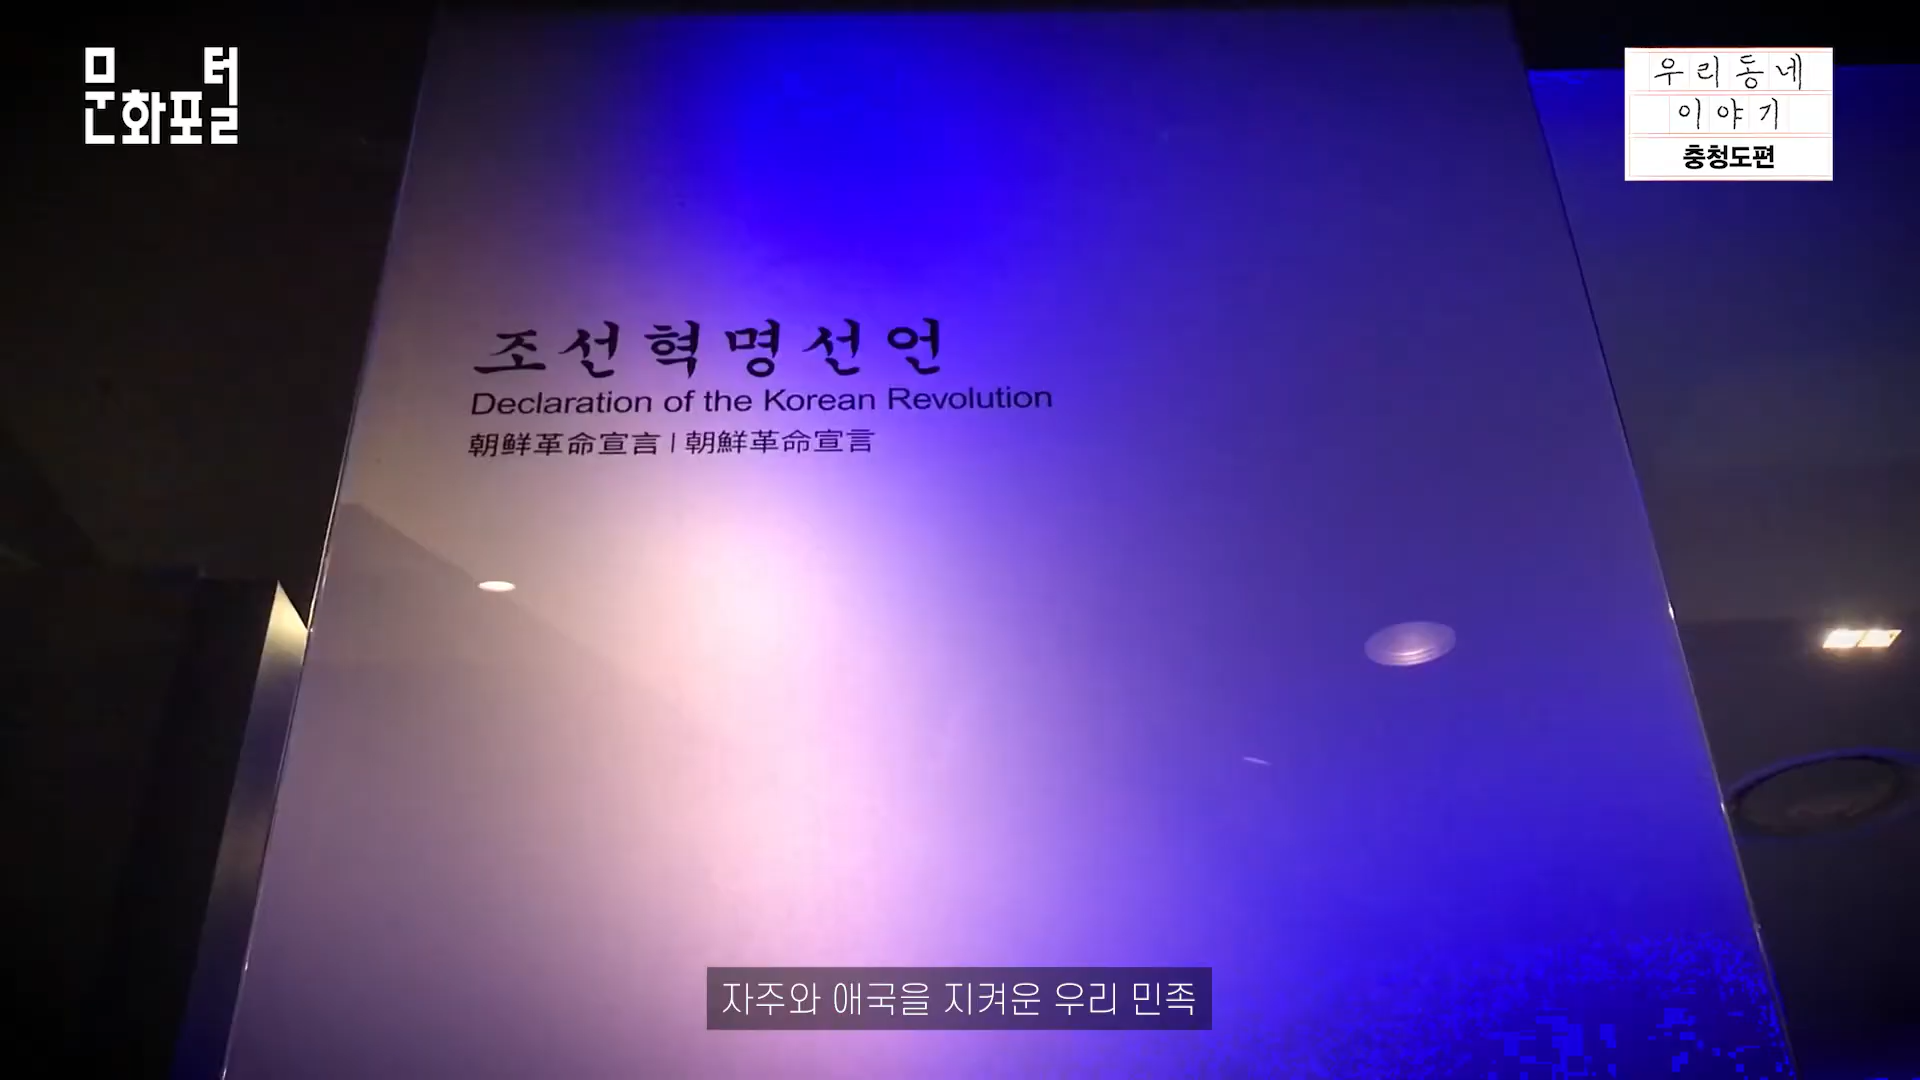 문화포털
우리동네
이야기
충청도편
조선혁명선언
Declaration of the Korean Revolution
朝鲜革命宣言 | 朝鮮革命宣言
자주와 애국을 지켜운 우리 민족